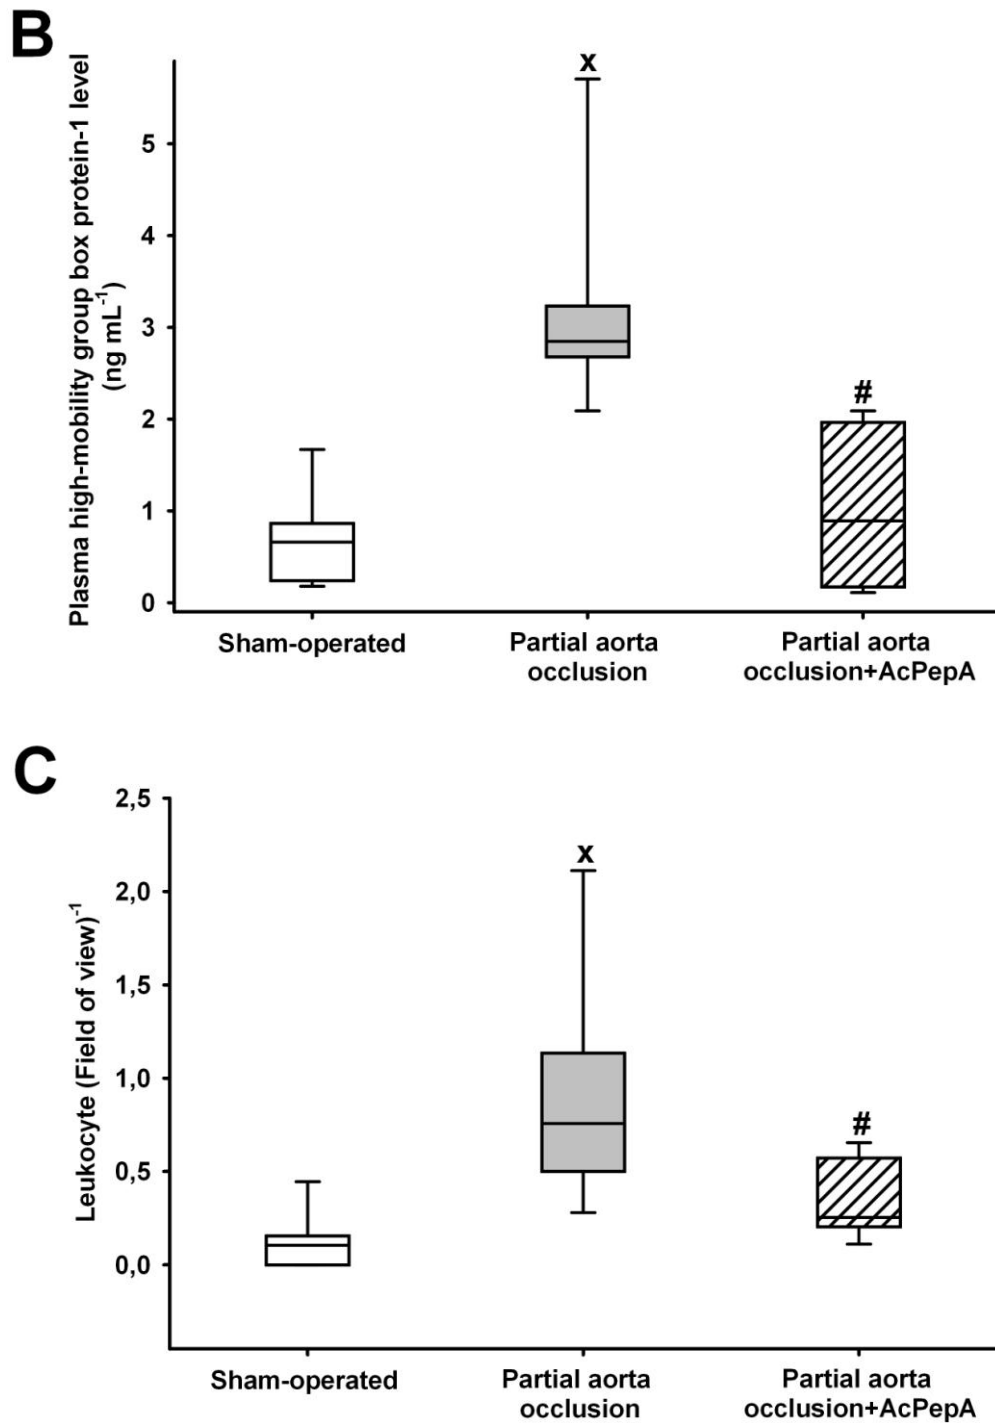 B
Plasma high-mobility group box protein-1 level
(ng mL⁻¹)
5
4
3
2
1
0
x
#
Sham-operated
Partial aorta
occlusion
Partial aorta
occlusion+AcPepA
C
Leukocyte (Field of view)⁻¹
2,5
2,0
1,5
1,0
0,5
0,0
x
#
Sham-operated
Partial aorta
occlusion
Partial aorta
occlusion+AcPepA